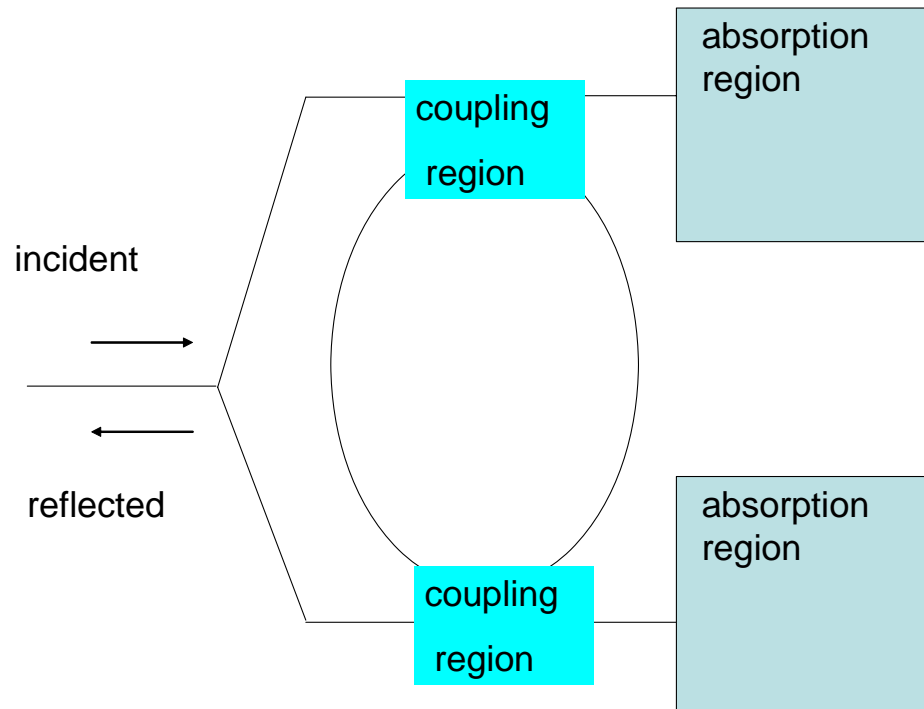 absorption
region
coupling
region
incident
reflected
absorption
region
coupling
region